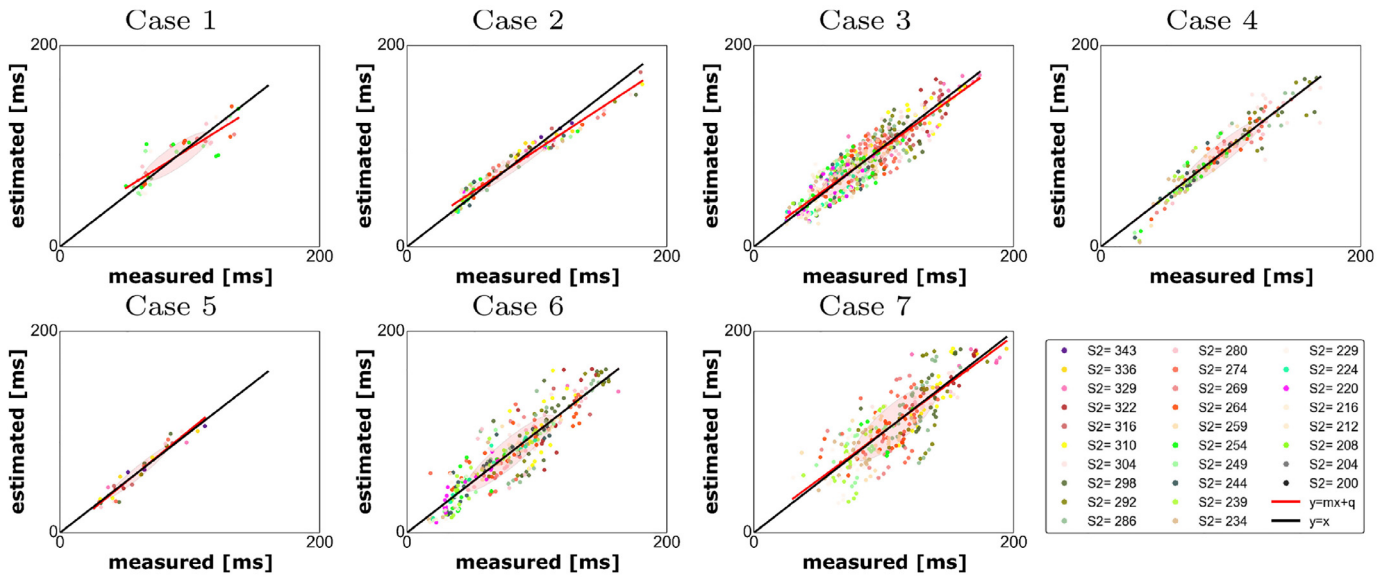 Case 1
200
estimated [ms]
0
0
200
measured [ms]
Case 2
200
estimated [ms]
0
0
200
measured [ms]
Case 3
200
estimated [ms]
0
0
200
measured [ms]
Case 4
200
estimated [ms]
0
0
200
measured [ms]
Case 5
200
estimated [ms]
0
0
200
measured [ms]
Case 6
200
estimated [ms]
0
0
200
measured [ms]
Case 7
200
estimated [ms]
0
0
200
measured [ms]
S2= 343
S2= 336
S2= 329
S2= 322
S2= 316
S2= 310
S2= 304
S2= 298
S2= 292
S2= 286
S2= 280
S2= 274
S2= 269
S2= 264
S2= 259
S2= 254
S2= 249
S2= 244
S2= 239
S2= 234
S2= 229
S2= 224
S2= 220
S2= 216
S2= 212
S2= 208
S2= 204
S2= 200
y=mx+q
y=x